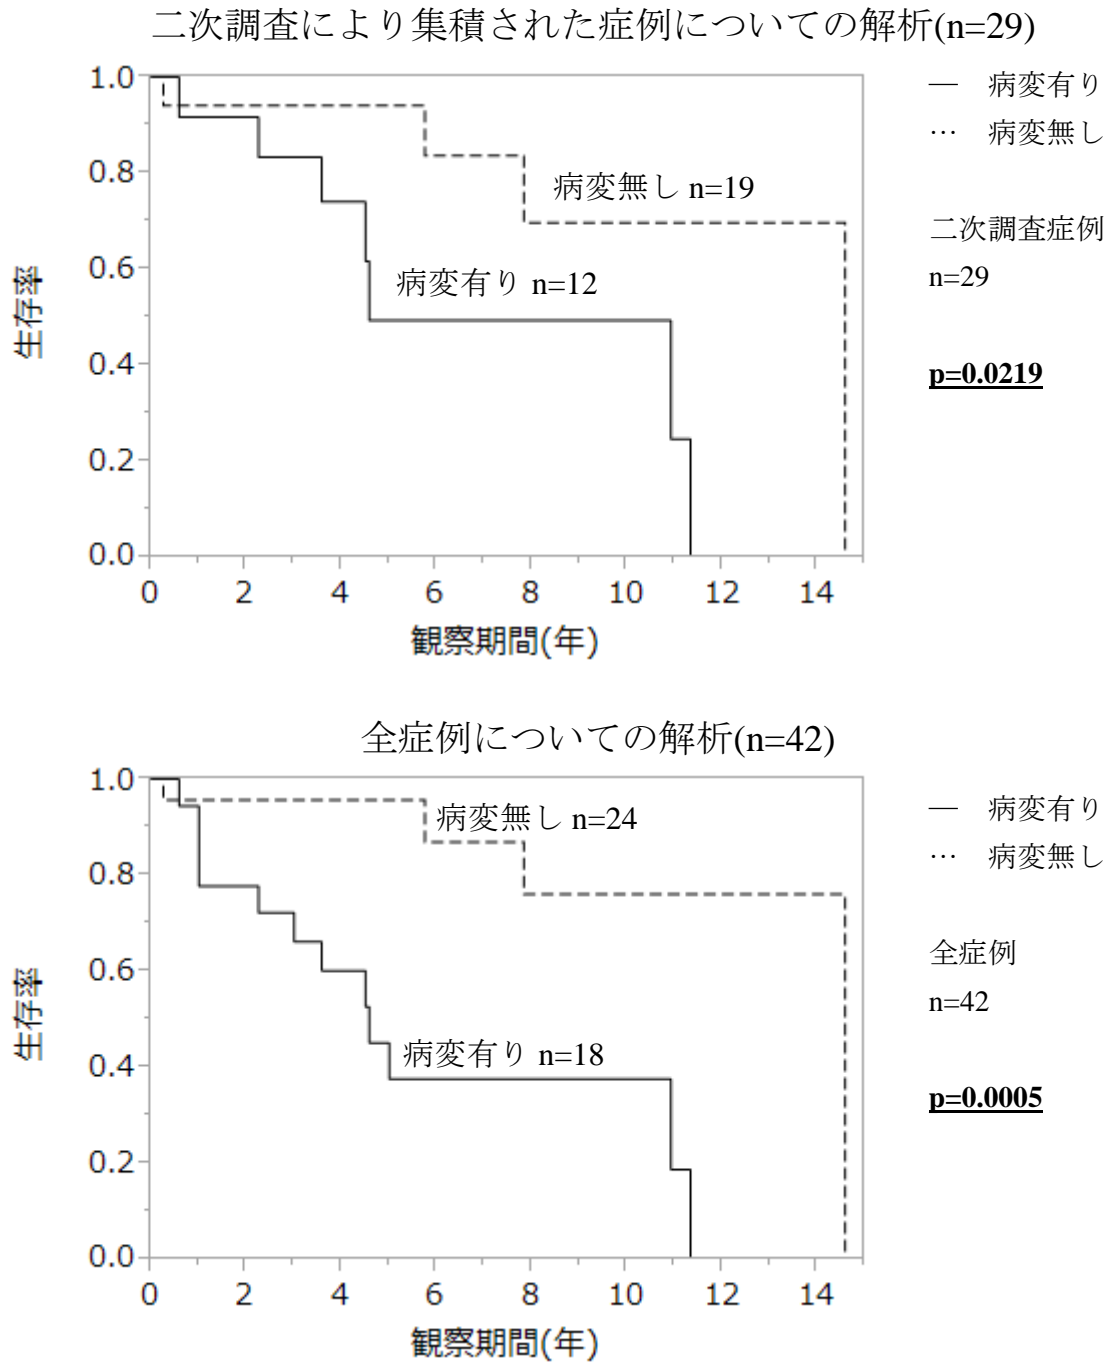 二次調査により集積された症例についての解析(n=29)
1.0
0.8
0.6
0.4
0.2
0.0
生存率
病変無し n=19
病変有り n=12
0 2 4 6 8 10 12 14
観察期間(年)
— 病変有り
… 病変無し
二次調査症例
n=29
p=0.0219
全症例についての解析(n=42)
1.0
0.8
0.6
0.4
0.2
0.0
生存率
病変無し n=24
病変有り n=18
0 2 4 6 8 10 12 14
観察期間(年)
— 病変有り
… 病変無し
全症例
n=42
p=0.0005